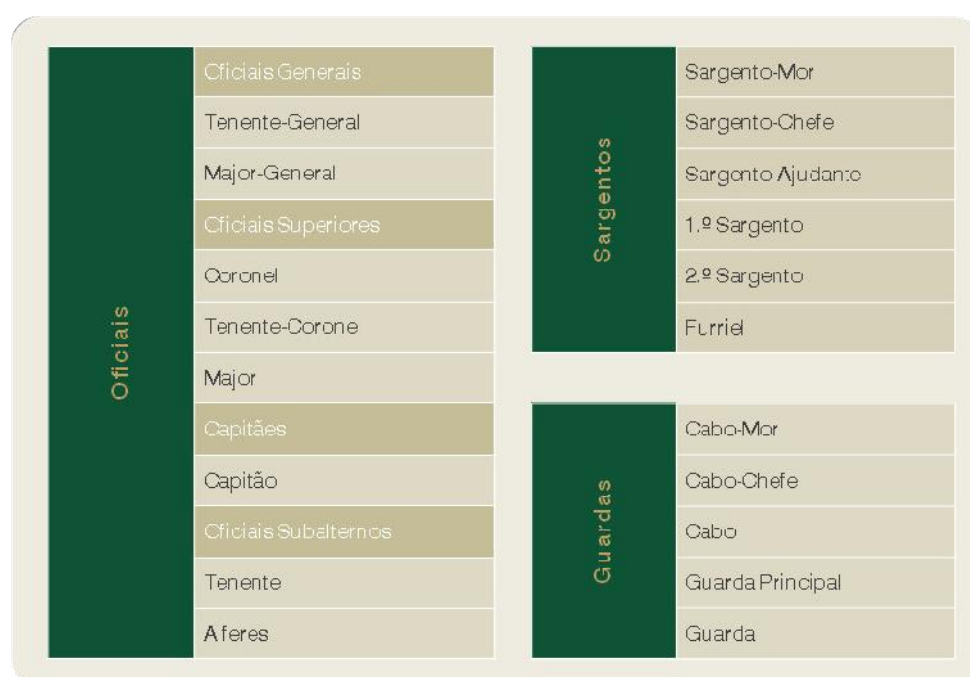 Oficiais
Oficiais Generais
Tenente-General
Major-General
Oficiais Superiores
Coronel
Tenente-Corone
Major
Capitães
Capitão
Oficiais Subalternos
Tenente
A feres
Sargentos
Sargento-Mor
Sargento-Chefe
Sargento Ajudante
1.º Sargento
2.º Sargento
Furriel
Guardas
Cabo-Mor
Cabo-Chefe
Cabo
Guarda Principal
Guarda